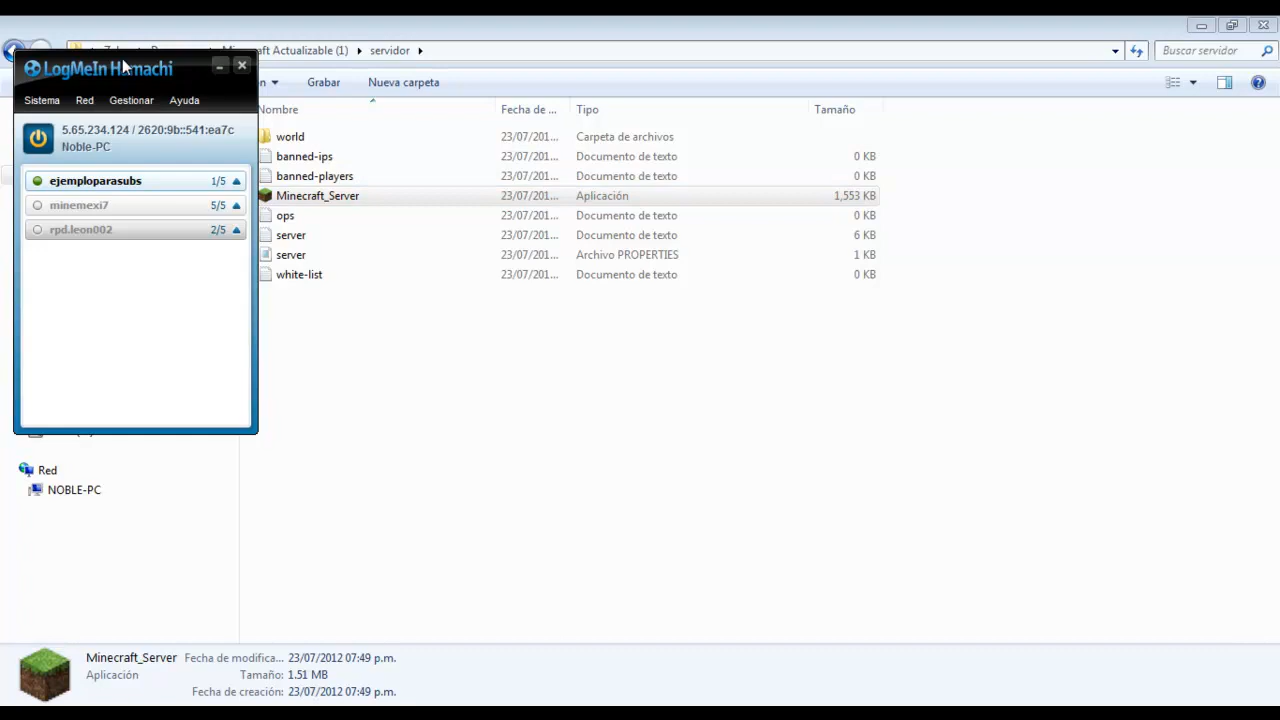 Minecraft Actualizable (1) ▸ servidor ▸
Buscar servidor
LogMeIn Hamachi
Sistema Red Gestionar Ayuda
Grabar Nueva carpeta
5.65.234.124 / 2620:9b::541:ea7c
Noble-PC
ejemploparasubs 1/5
minemexi7 5/5
rpd.leon002 2/5
Nombre Fecha de ... Tipo Tamaño
world 23/07/201... Carpeta de archivos
banned-ips 23/07/201... Documento de texto 0 KB
banned-players 23/07/201... Documento de texto 0 KB
Minecraft_Server 23/07/201... Aplicación 1,553 KB
ops 23/07/201... Documento de texto 0 KB
server 23/07/201... Documento de texto 6 KB
server 23/07/201... Archivo PROPERTIES 1 KB
white-list 23/07/201... Documento de texto 0 KB
Red
NOBLE-PC
Minecraft_Server Fecha de modifica... 23/07/2012 07:49 p.m.
Aplicación Tamaño: 1.51 MB
Fecha de creación: 23/07/2012 07:49 p.m.